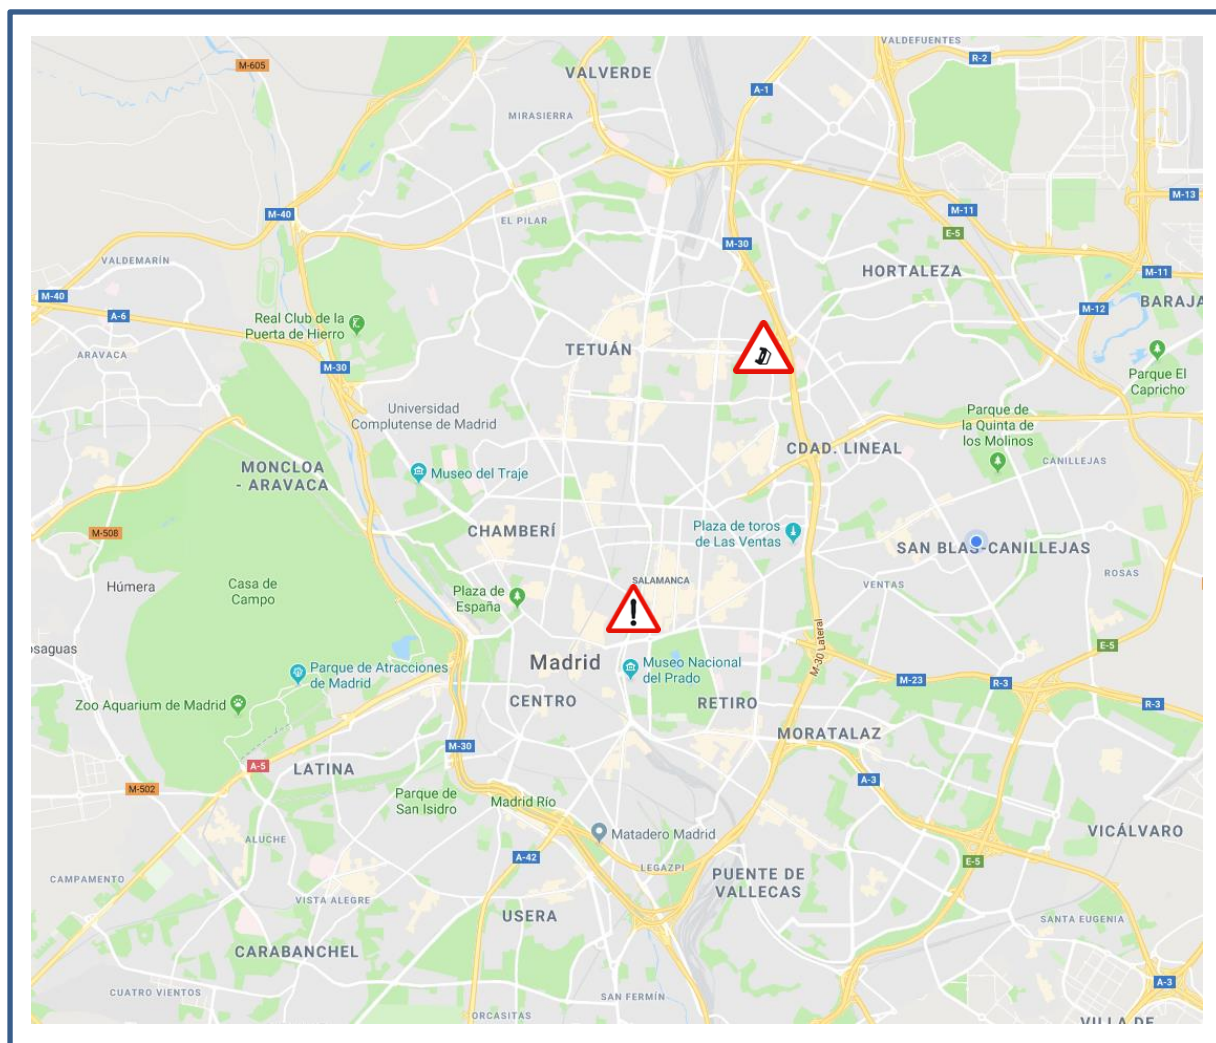 VALDEFUENTES
R-2
M-605
VALVERDE
A-1
MIRASIERRA
M-13
M-40
EL PILAR
M-11
E-5
M-30
VALDEMARÍN
HORTALEZA
M-11
M-40
BARAJA
A-6
Real Club de la
Puerta de Hierro
M-12
ARAVACA
TETUÁN
M-30
Parque El
Capricho
Universidad
Complutense de Madrid
Parque de
la Quinta de
los Molinos
CDAD. LINEAL
CANILLEJAS
MONCLOA
- ARAVACA
Museo del Traje
CHAMBERÍ
Plaza de toros
de Las Ventas
M-508
SAN BLAS-CANILLEJAS
Húmera
Casa de
Campo
SALAMANCA
VENTAS
ROSAS
Plaza de
España
!
osaguas
M-30 Lateral
E-5
Parque de Atracciones
de Madrid
Madrid
Museo Nacional
del Prado
M-23
R-3
Zoo Aquarium de Madrid
CENTRO
RETIRO
R-3
MORATALAZ
M-30
A-5
LATINA
A-3
M-502
Parque de
San Isidro
Madrid Río
Matadero Madrid
VICÁLVARO
ALUCHE
A-42
LEGAZPI
E-5
CAMPAMENTO
PUENTE DE
VALLECAS
VISTA ALEGRE
USERA
SANTA EUGENIA
CARABANCHEL
A-3
CUATRO VIENTOS
SAN FERMÍN
ORCASITAS
VILLA DE